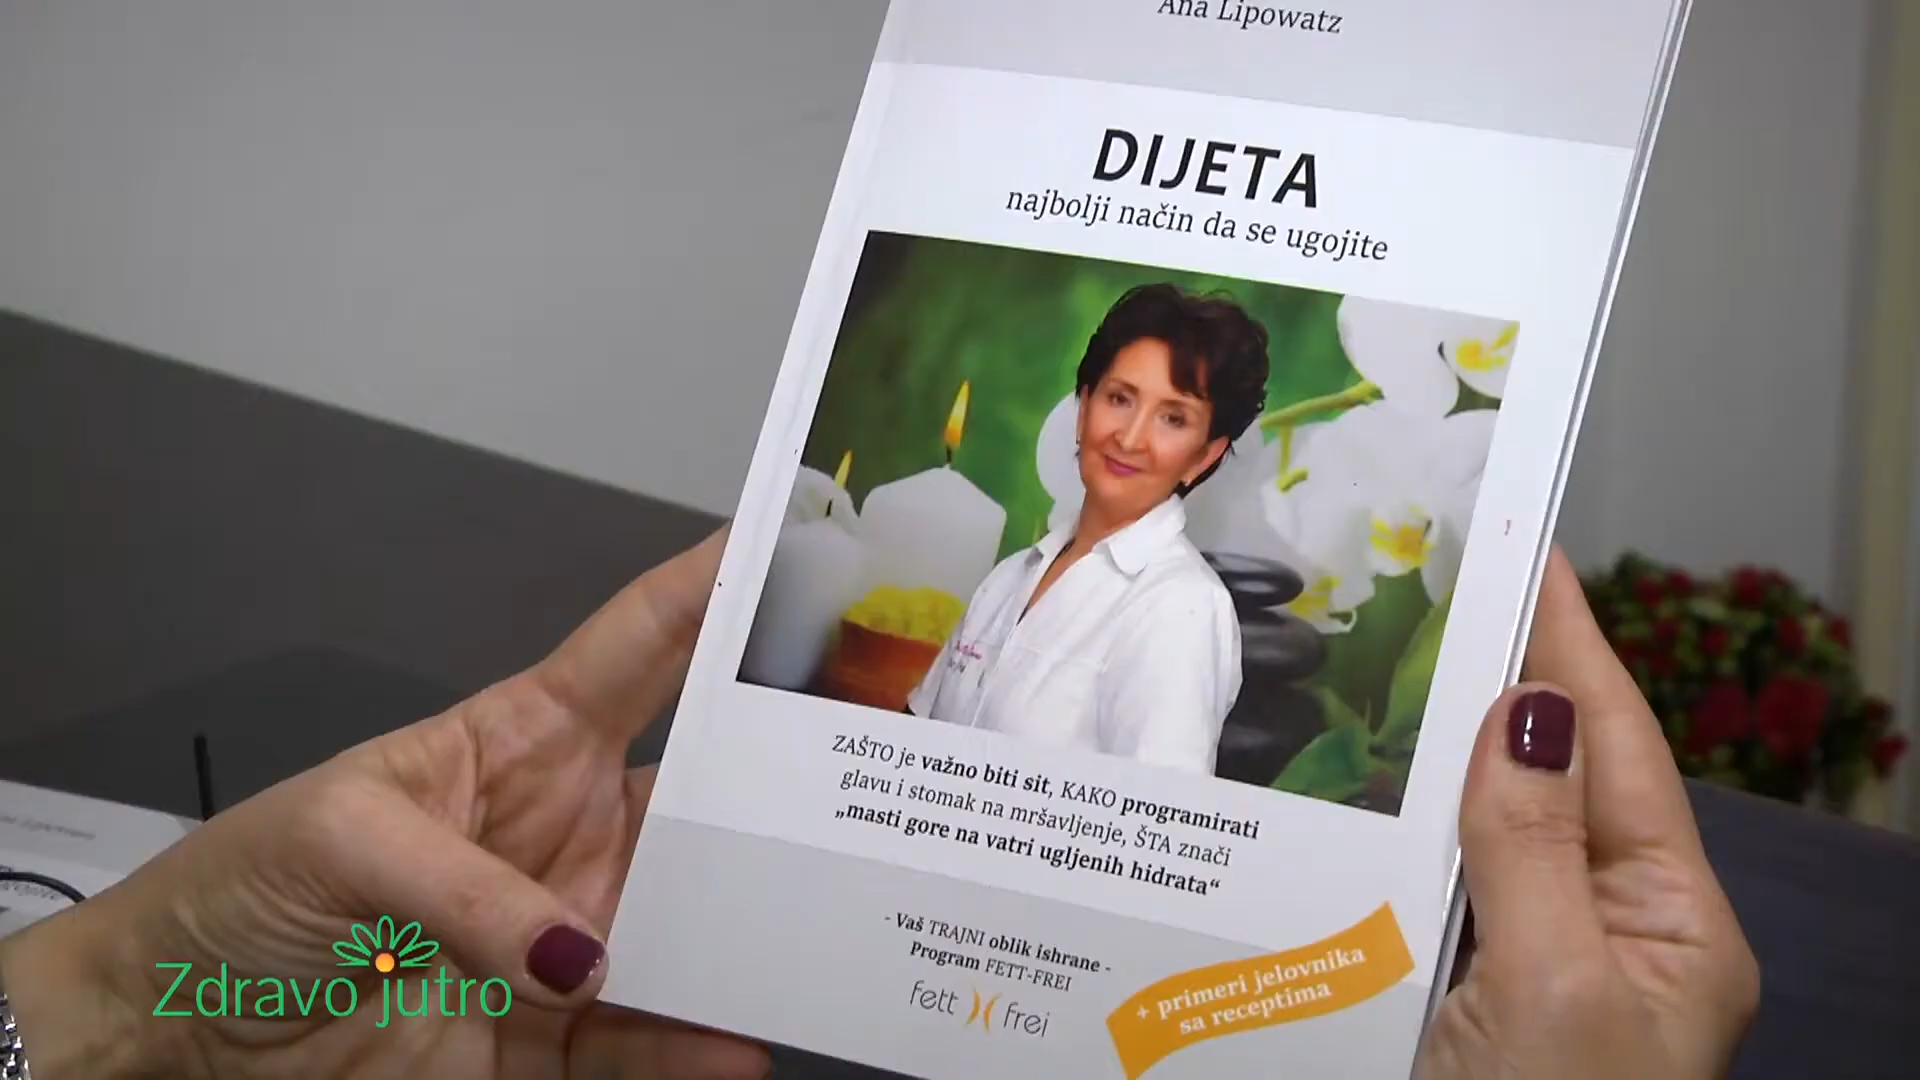 Ana Lipowatz
DIJETA
najbolji način da se ugojite
ZAŠTO je važno biti sit, KAKO programirati
glavu i stomak na mršavljenje, ŠTA znači
„masti gore na vatri ugljenih hidrata“
- Vaš TRAJNI oblik ishrane -
Program FETT-FREI
fett frei
+ primeri jelovnika
sa receptima
Zdravo jutro